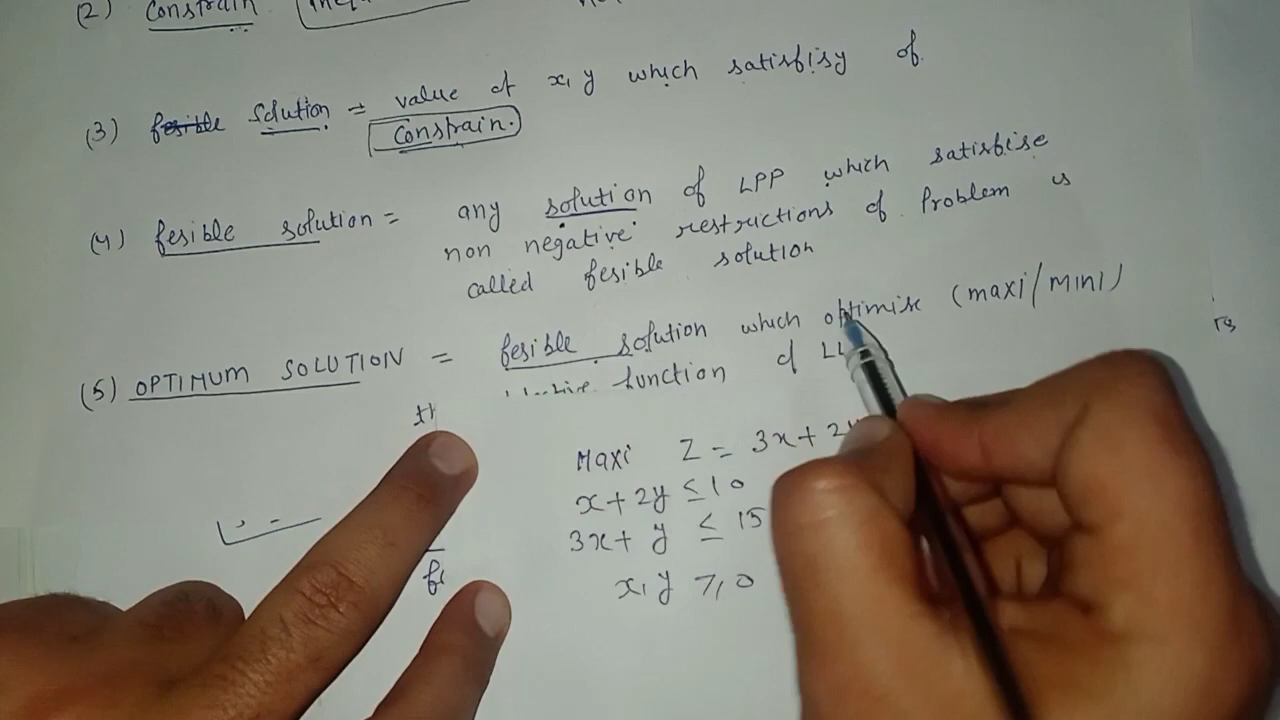 (2) Constrain
(3) fesible solution = value of x, y which satisfisy of
Constrain.
(4) fesible solution = any solution of LPP which satisfise
non negative restrictions of Problem is
called fesible solution
(5) OPTIMUM SOLUTION = fesible solution which optimise (maxi/mini)
function of
Maxi Z = 3x + 2
x + 2y ≤ 10
3x + y ≤ 15
x, y ≥ 0